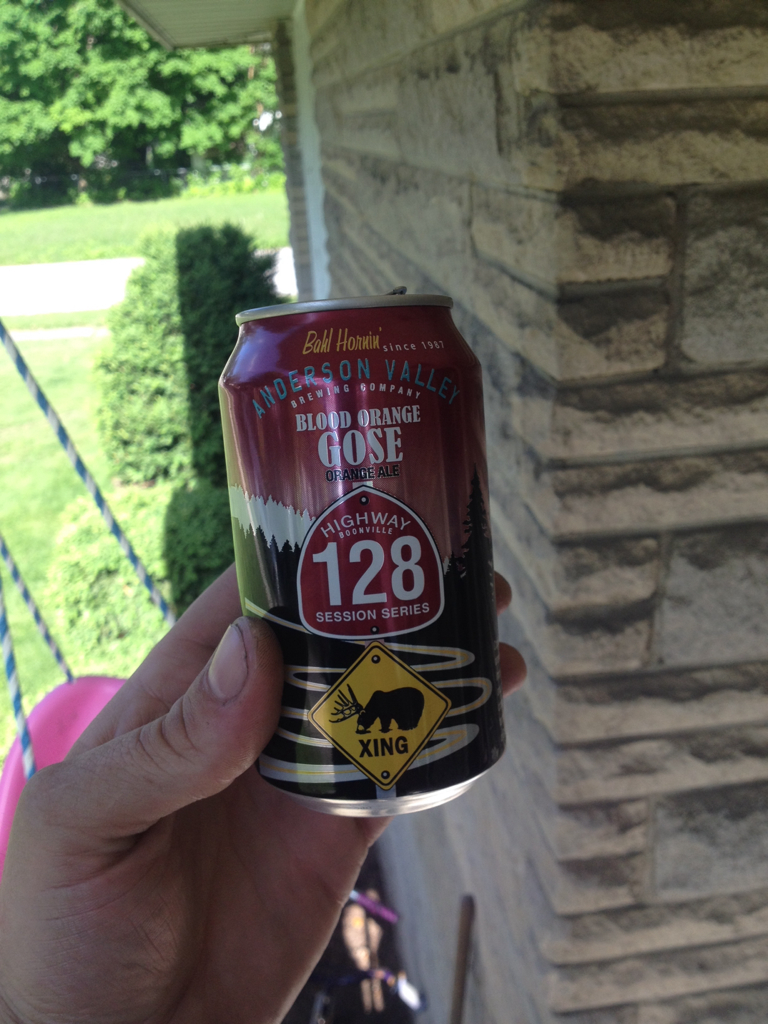 Bahl Hornin' since 1987
ANDERSON VALLEY
BREWING COMPANY
BLOOD ORANGE
GOSE
ORANGE ALE
HIGHWAY
BOONVILLE
128
SESSION SERIES
XING